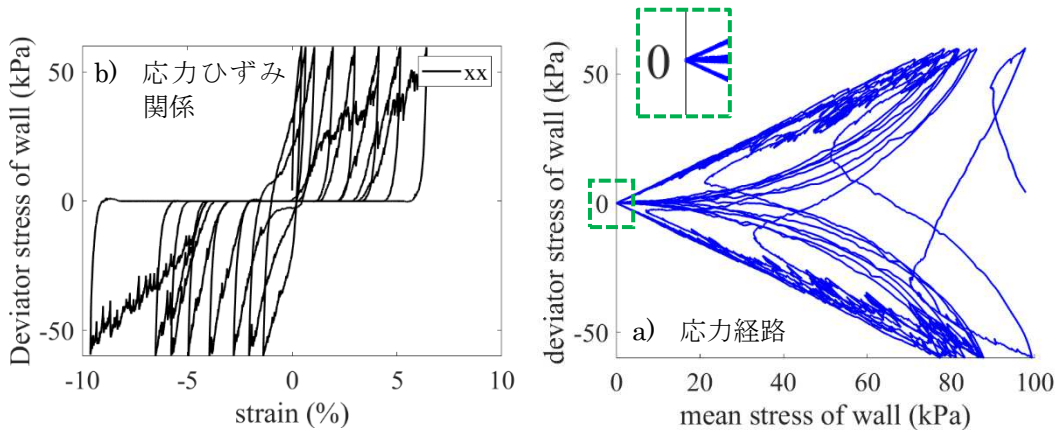 b) 応力ひずみ
関係
xx
50
0
-50
-10
-5
0
5
10
strain (%)
Deviator stress of wall (kPa)
0
a) 応力経路
50
0
-50
0
20
40
60
80
100
mean stress of wall (kPa)
deviator stress of wall (kPa)